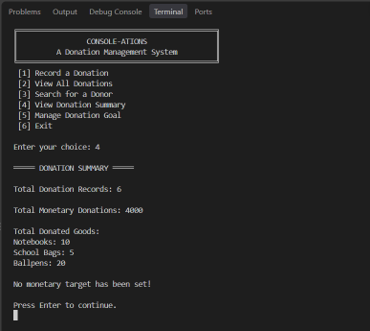 Problems Output Debug Console Terminal Ports
CONSOLE-ATIONS
A Donation Management System
[1] Record a Donation
[2] View All Donations
[3] Search for a Donor
[4] View Donation Summary
[5] Manage Donation Goal
[6] Exit
Enter your choice: 4
═════ DONATION SUMMARY ═════
Total Donation Records: 6
Total Monetary Donations: 4000
Total Donated Goods:
Notebooks: 10
School Bags: 5
Ballpens: 20
No monetary target has been set!
Press Enter to continue.